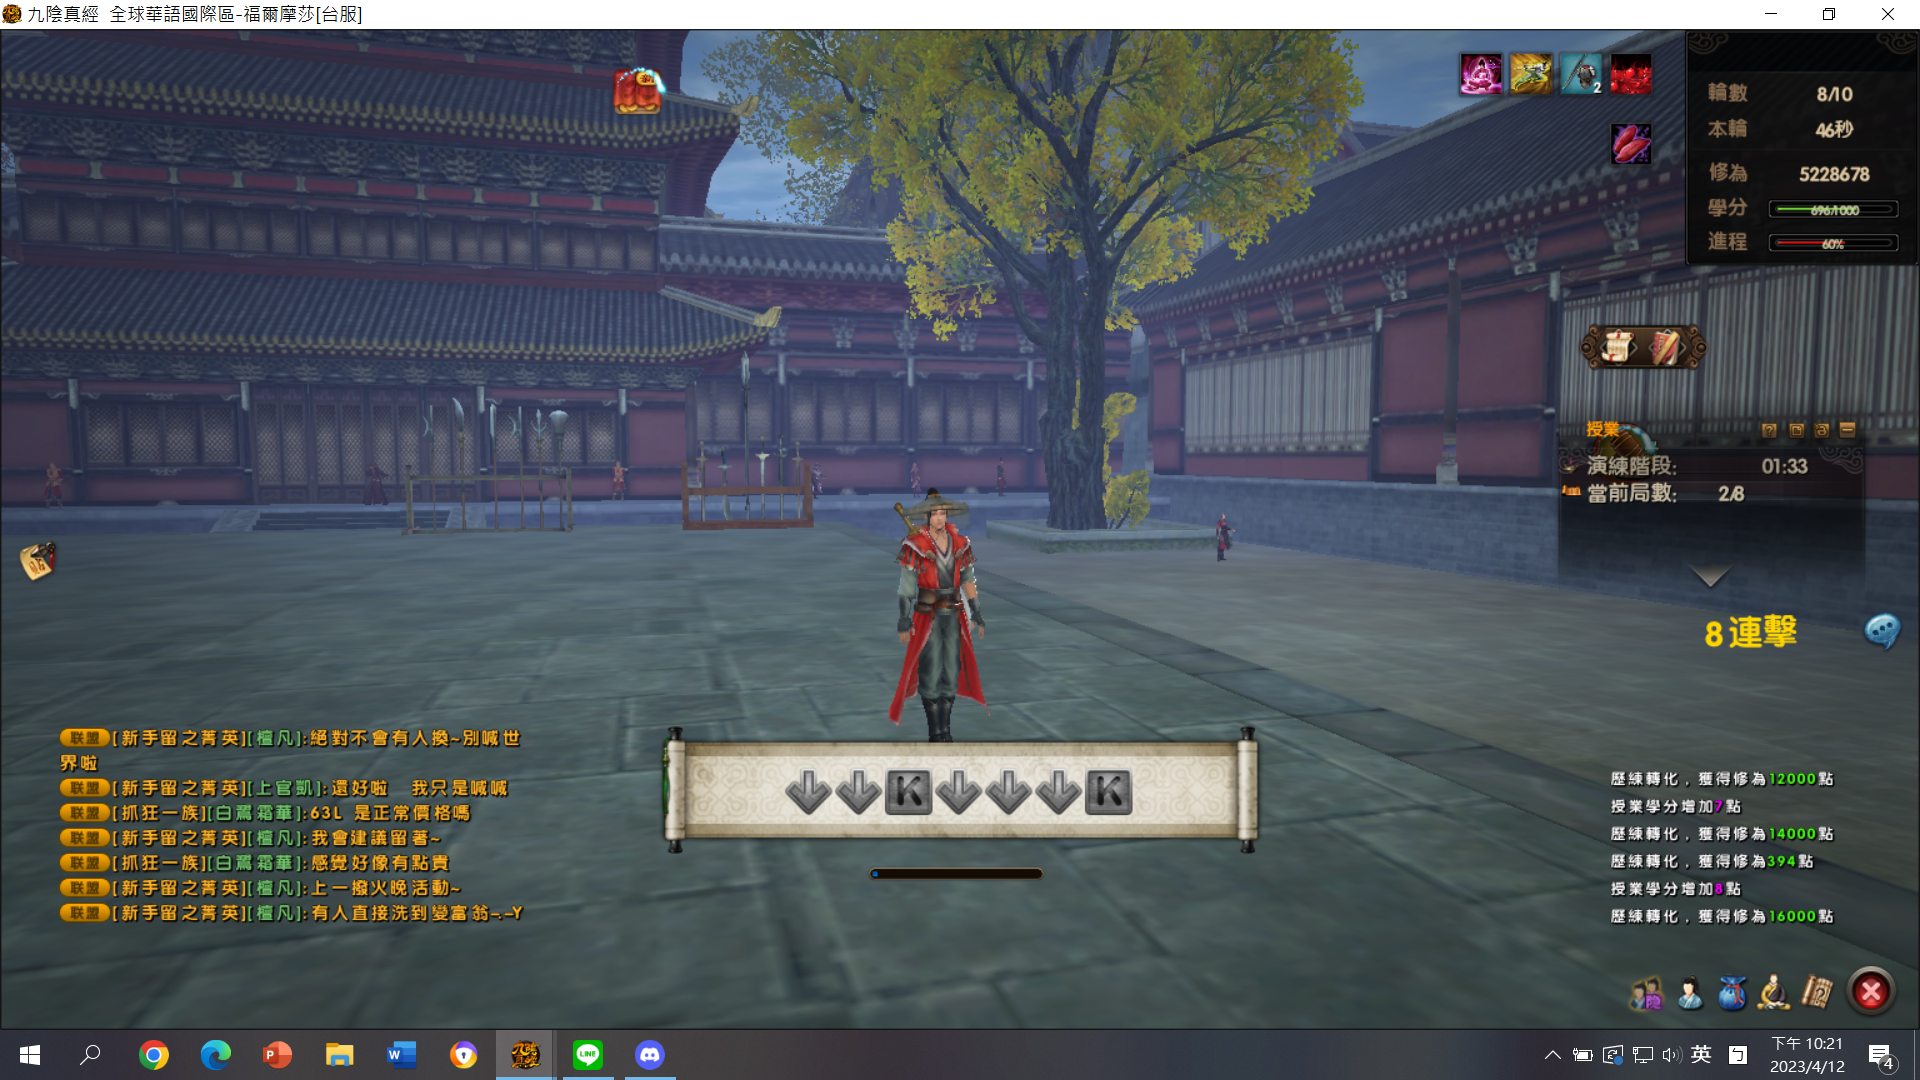 九陰真經 全球華語國際區-福爾摩莎[台服]
2
輪數 8/10
本輪 46秒
修為 5228678
學分 696/1000
進程 60%
授業
演練階段: 01:33
當前局數: 2/8
8連擊
联盟[新手留之菁英][檀凡]:絕對不會有人換~別喊世
界啦
联盟[新手留之菁英][上官凱]:還好啦 我只是喊喊
联盟[抓狂一族][白鷺霜華]:63L 是正常價格嗎
联盟[新手留之菁英][檀凡]:我會建議留著~
联盟[抓狂一族][白鷺霜華]:感覺好像有點貴
联盟[新手留之菁英][檀凡]:上一撥火晚活動~
联盟[新手留之菁英][檀凡]:有人直接洗到變富翁-.-Y
K K
歷練轉化，獲得修為12000點
授業學分增加7點
歷練轉化，獲得修為14000點
歷練轉化，獲得修為394點
授業學分增加8點
歷練轉化，獲得修為16000點
英
下午 10:21
2023/4/12
4
LINE